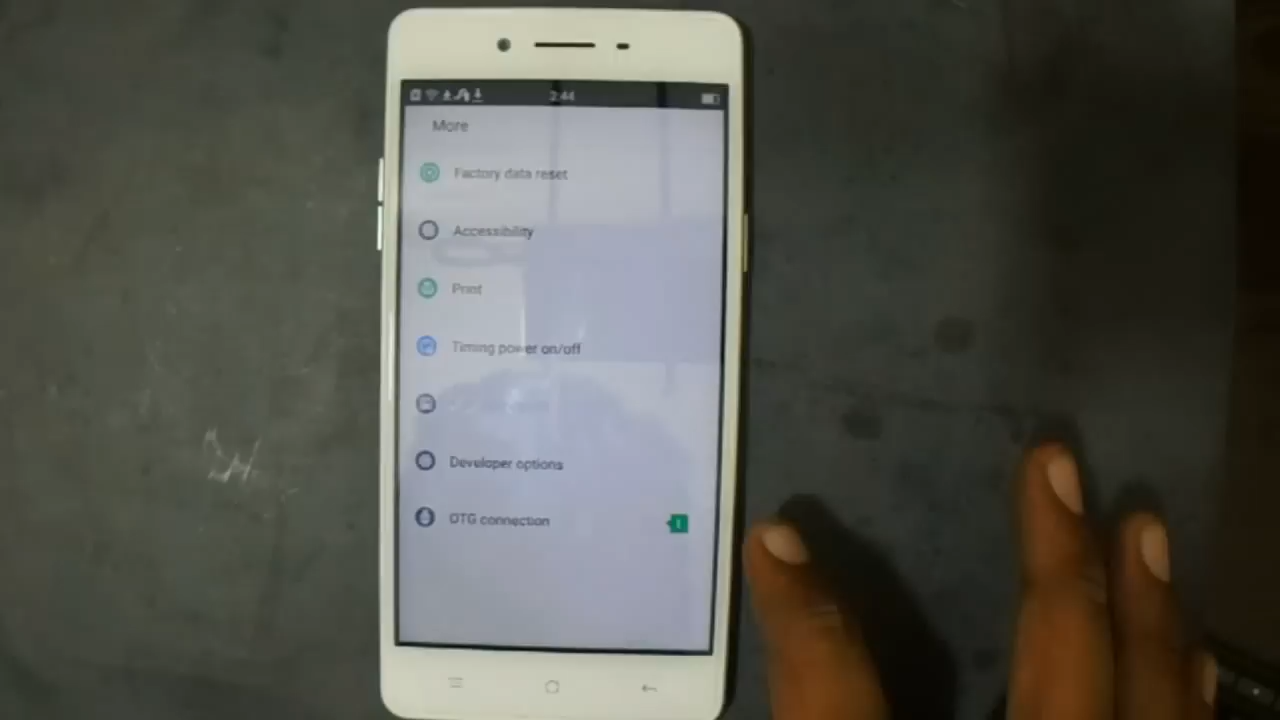 2:44
More
Factory data reset
Accessibility
Print
Timing power on/off
Developer options
OTG connection